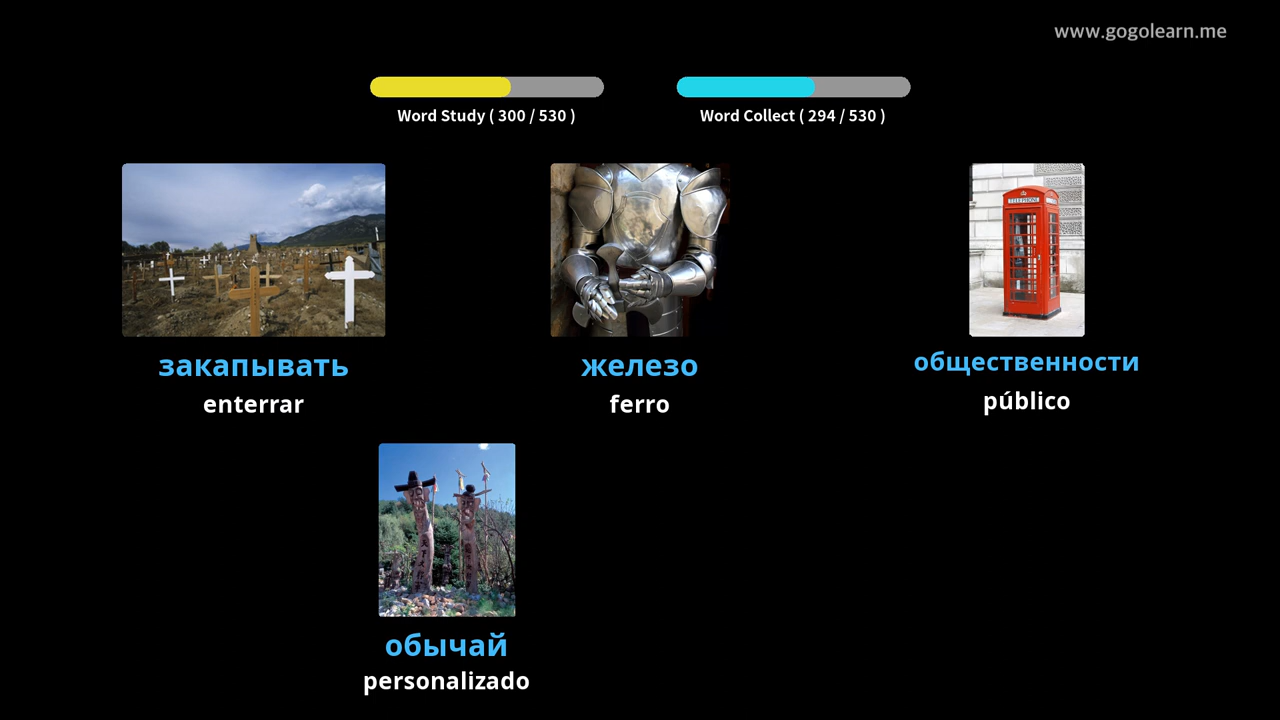 www.gogolearn.me
Word Study ( 300 / 530 )
Word Collect ( 294 / 530 )
TELEPHONE
закапывать
enterrar
железо
ferro
общественности
público
обычай
personalizado